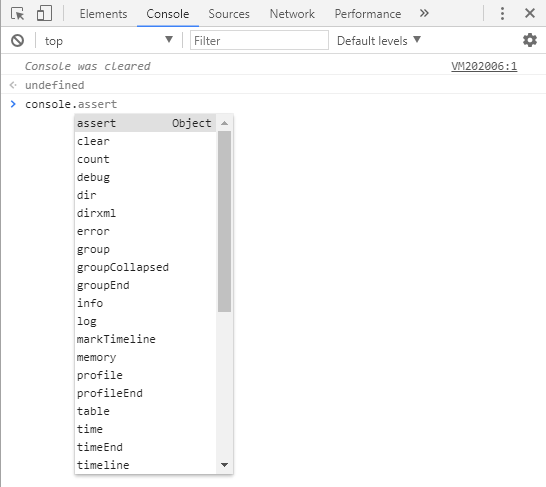 Elements Console Sources Network Performance »
top Filter Default levels
Console was cleared VM202006:1
undefined
console.assert
assert Object
clear
count
debug
dir
dirxml
error
group
groupCollapsed
groupEnd
info
log
markTimeline
memory
profile
profileEnd
table
time
timeEnd
timeline